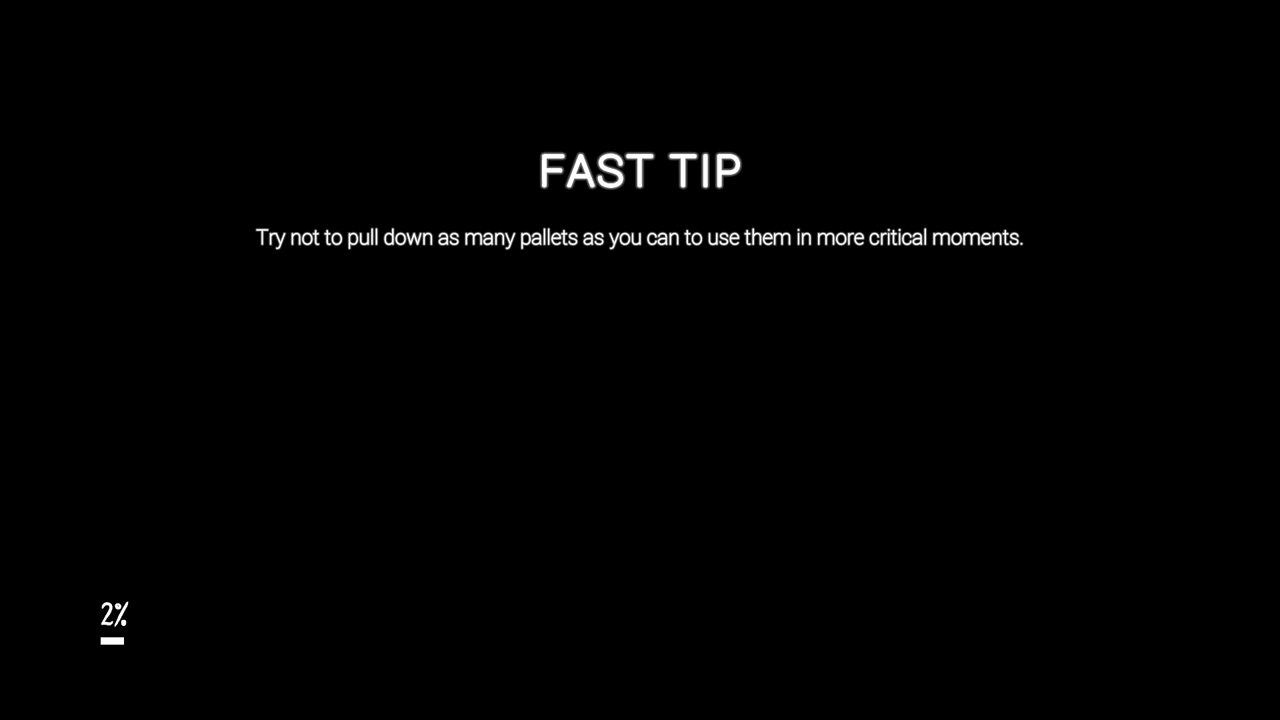 FAST TIP
Try not to pull down as many pallets as you can to use them in more critical moments.
2%